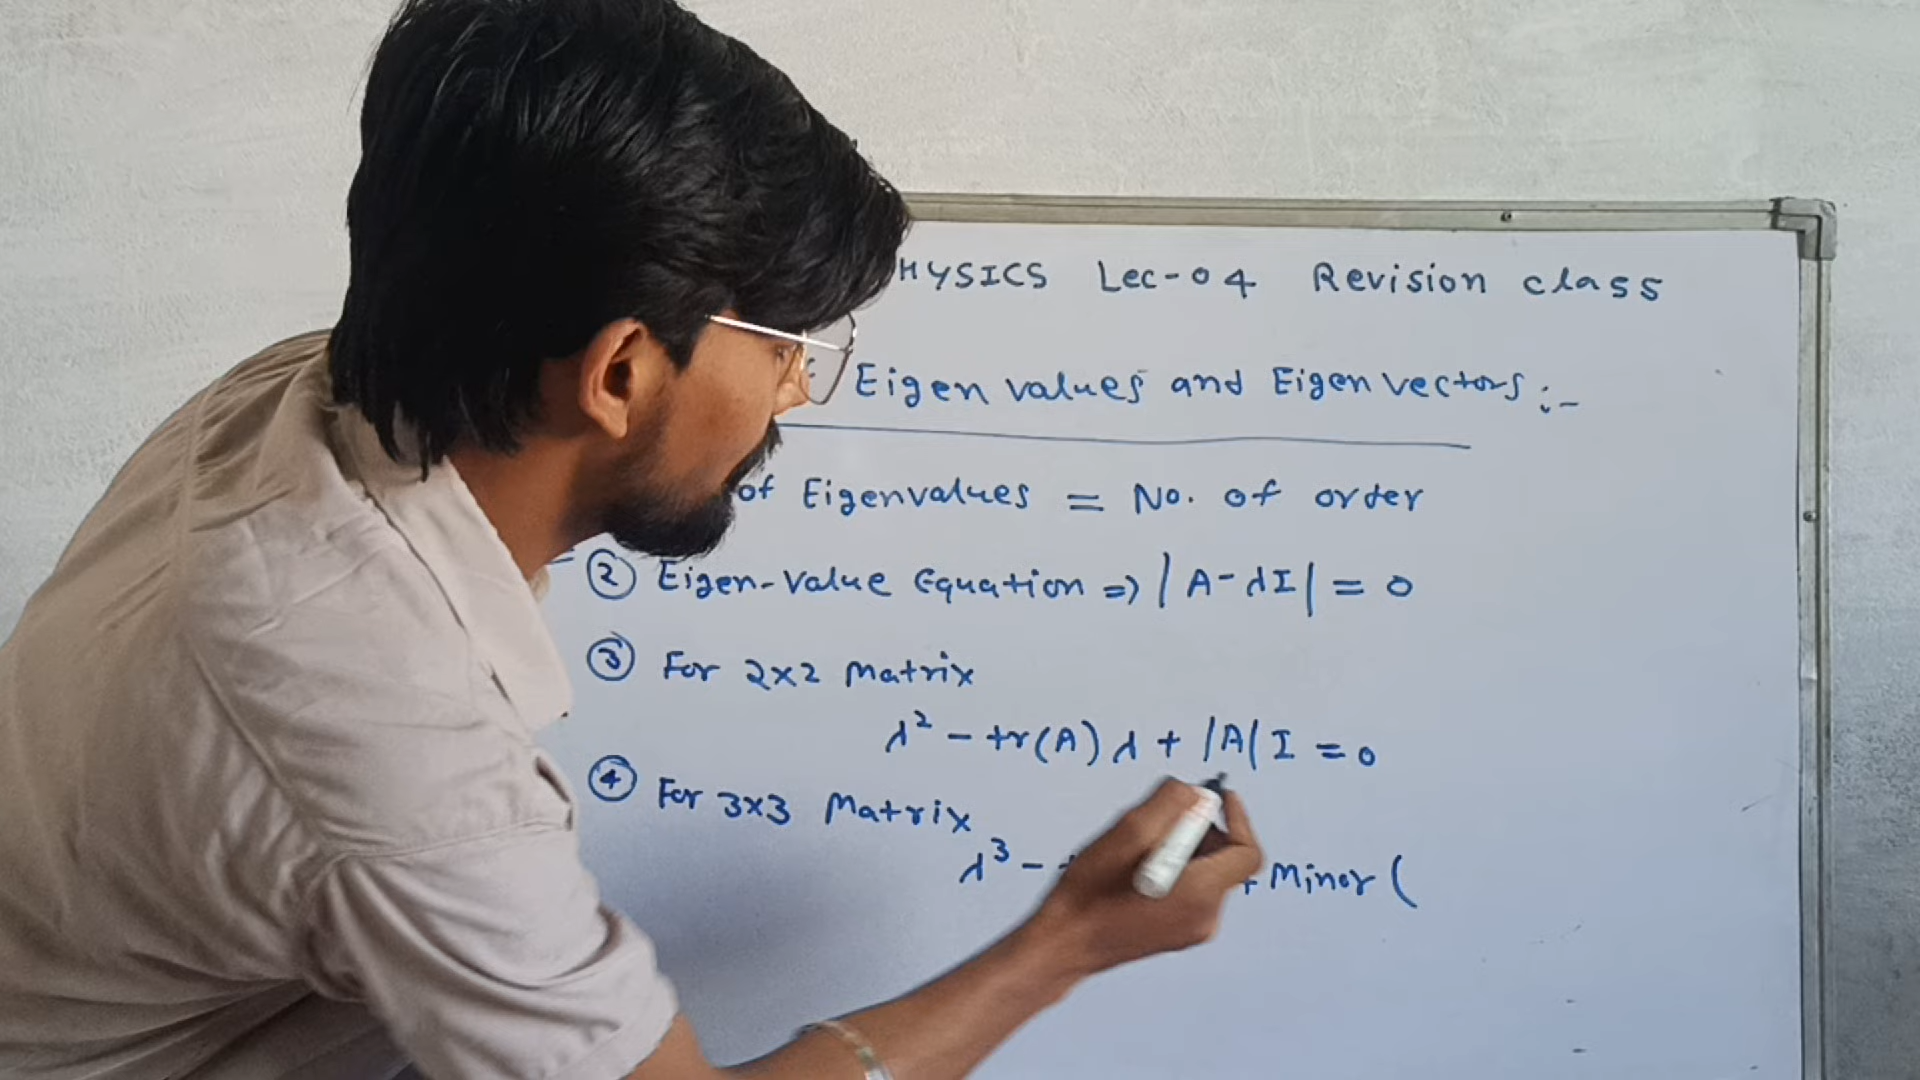 HYSICS Lec-04 Revision class
Eigen values and Eigen vectors :-
of Eigenvalues = No. of order
② Eigen-Value Equation => |A-λI| = 0
③ For 2x2 Matrix
λ² - tr(A) λ + |A| I = 0
④ For 3x3 Matrix
λ³ - + Minor (